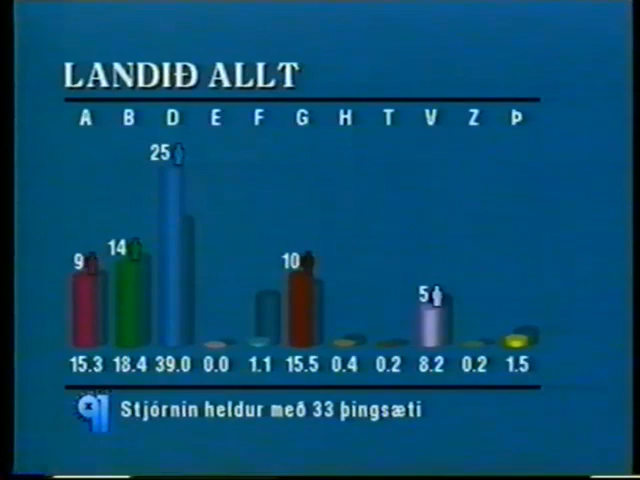 LANDIÐ ALLT
A B D E F G H T V Z Þ
25
14
9 10
5
15.3 18.4 39.0 0.0 1.1 15.5 0.4 0.2 8.2 0.2 1.5
91 Stjórnin heldur með 33 þingsæti